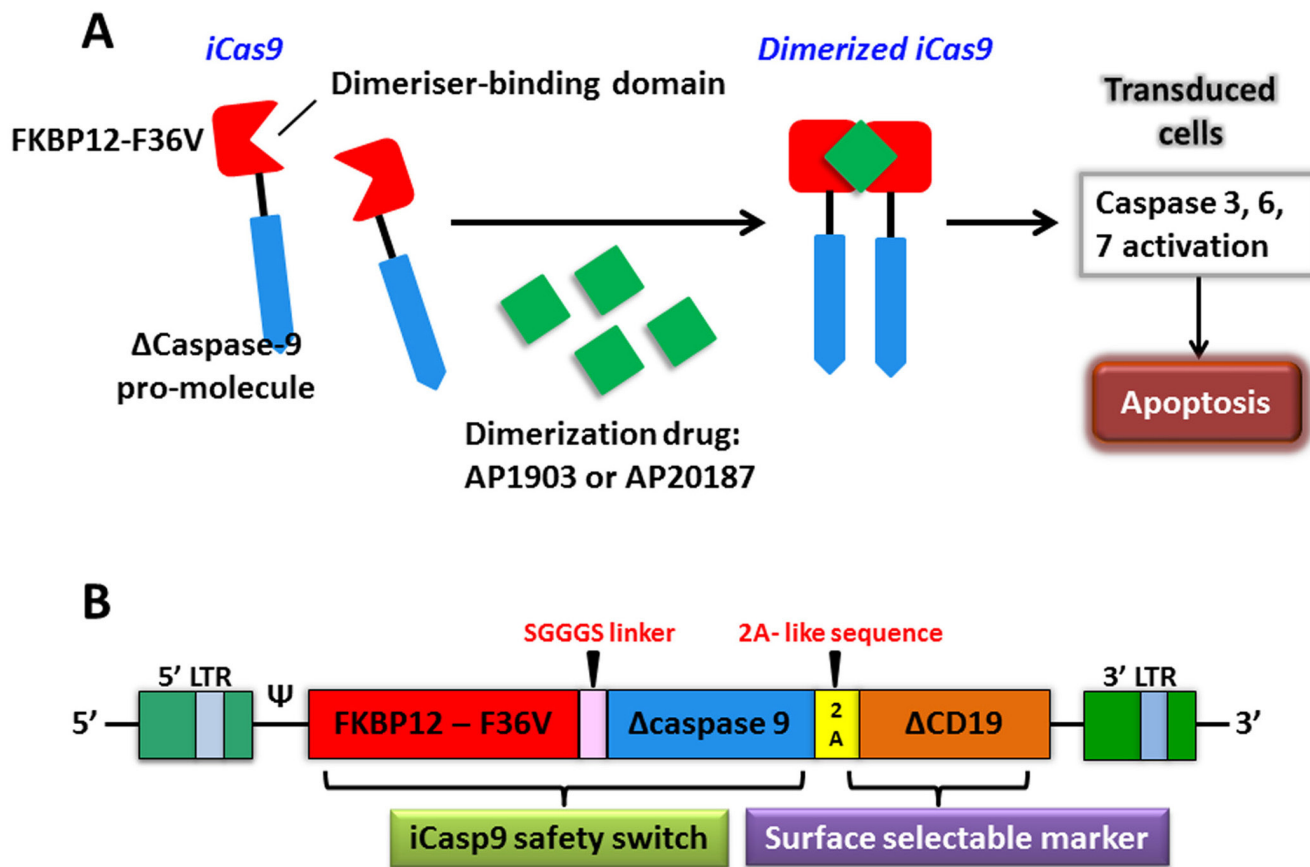 A
iCas9
Dimeriser-binding domain
FKBP12-F36V
ΔCaspase-9
pro-molecule
Dimerization drug:
AP1903 or AP20187
Dimerized iCas9
Transduced
cells
Caspase 3, 6,
7 activation
Apoptosis
B
SGGGS linker
2A- like sequence
5’
5’ LTR
Ψ
FKBP12 – F36V
Δcaspase 9
2
A
ΔCD19
3’ LTR
3’
iCasp9 safety switch
Surface selectable marker